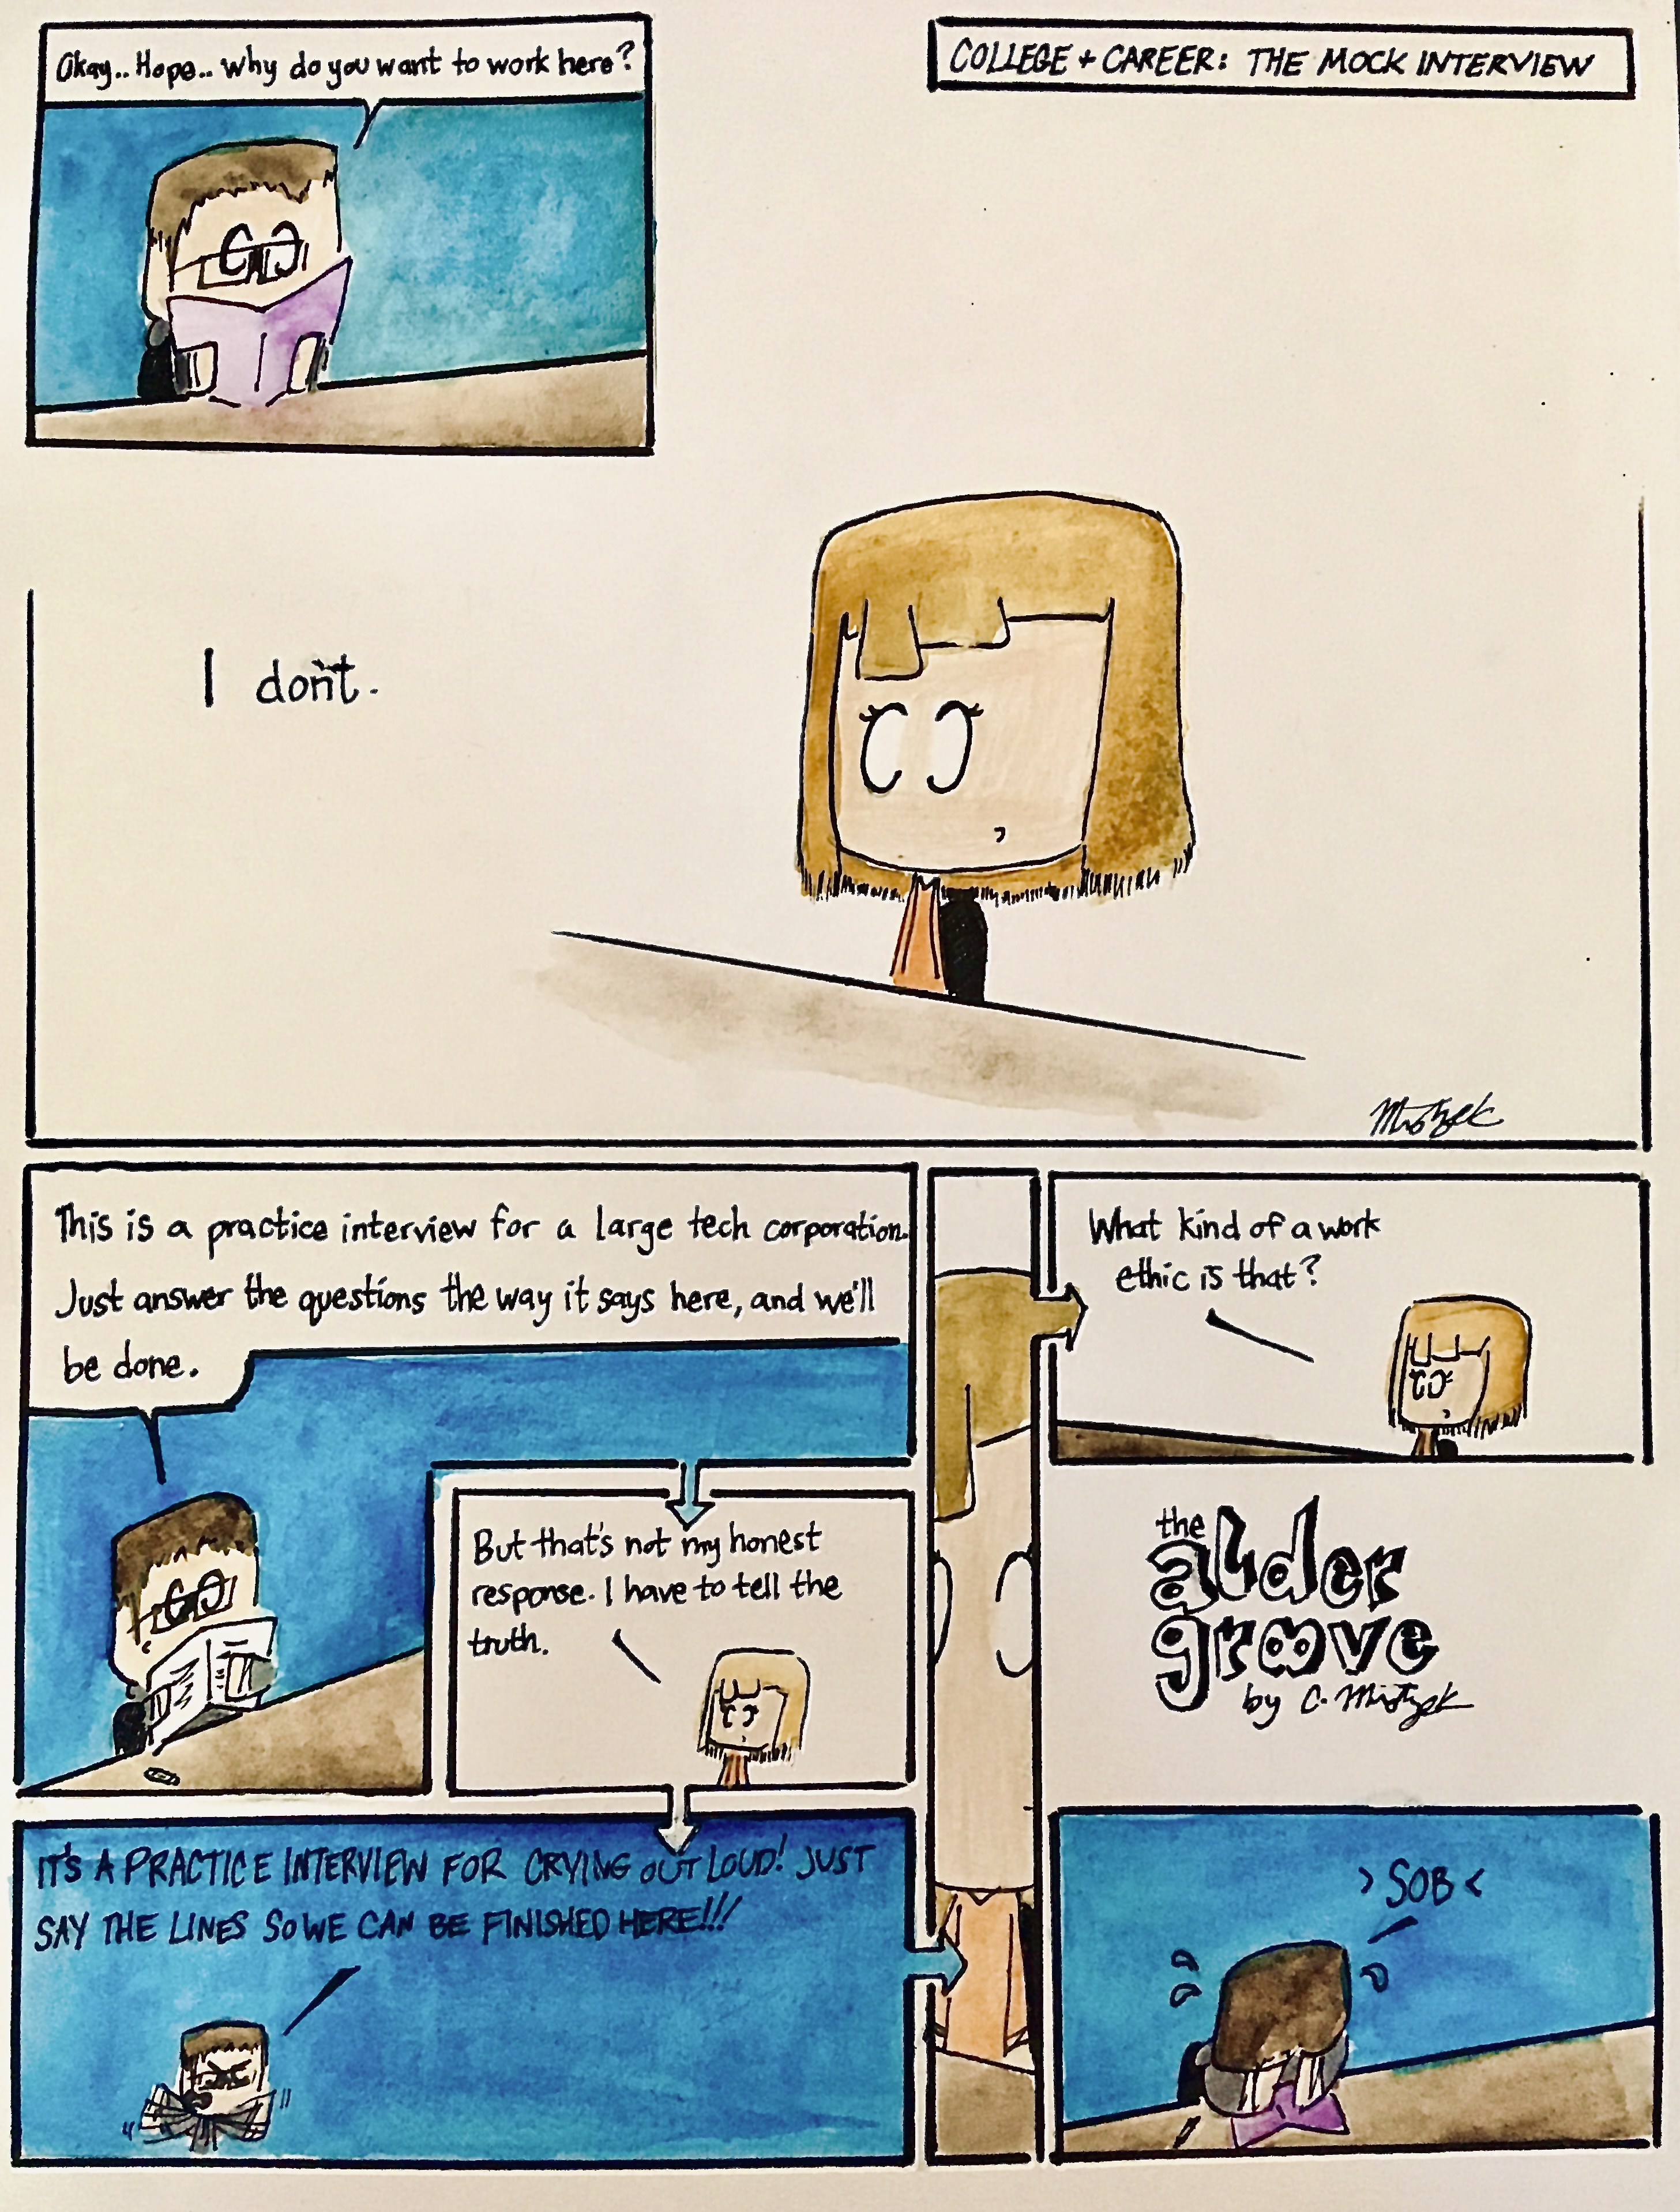 Okay.. Hope.. why do you want to work here?
COLLEGE + CAREER: THE MOCK INTERVIEW
I don't.
This is a practice interview for a large tech corporation.
Just answer the questions the way it says here, and we'll
be done.
But that's not my honest
response. I have to tell the
truth.
IT'S A PRACTICE INTERVIEW FOR CRYING OUT LOUD! JUST
SAY THE LINES SO WE CAN BE FINISHED HERE!!!
What kind of a work
ethic is that?
the
alder
groove
by C.
> SOB <